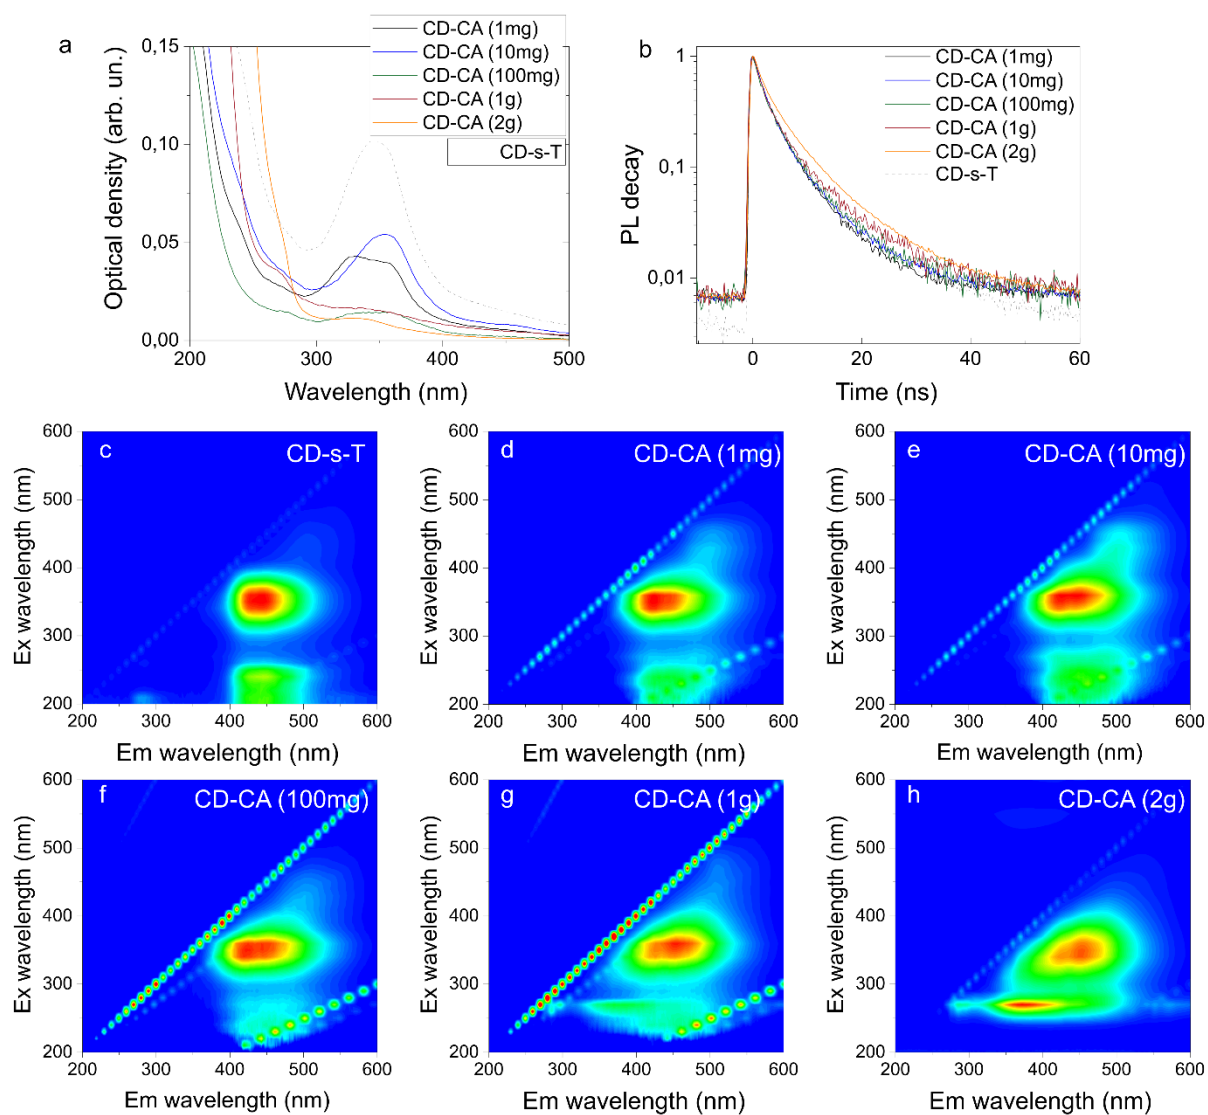 a
CD-CA (1mg)
CD-CA (10mg)
CD-CA (100mg)
CD-CA (1g)
CD-CA (2g)
CD-s-T
0,15
0,10
0,05
0,00
Optical density (arb. un.)
200 300 400 500
Wavelength (nm)
b
CD-CA (1mg)
CD-CA (10mg)
CD-CA (100mg)
CD-CA (1g)
CD-CA (2g)
CD-s-T
1
0,1
0,01
PL decay
0 20 40 60
Time (ns)
c CD-s-T
600
500
400
300
200
Ex wavelength (nm)
200 300 400 500 600
Em wavelength (nm)
d CD-CA (1mg)
600
500
400
300
200
Ex wavelength (nm)
200 300 400 500 600
Em wavelength (nm)
e CD-CA (10mg)
600
500
400
300
200
Ex wavelength (nm)
200 300 400 500 600
Em wavelength (nm)
f CD-CA (100mg)
600
500
400
300
200
Ex wavelength (nm)
200 300 400 500 600
Em wavelength (nm)
g CD-CA (1g)
600
500
400
300
200
Ex wavelength (nm)
200 300 400 500 600
Em wavelength (nm)
h CD-CA (2g)
600
500
400
300
200
Ex wavelength (nm)
200 300 400 500 600
Em wavelength (nm)